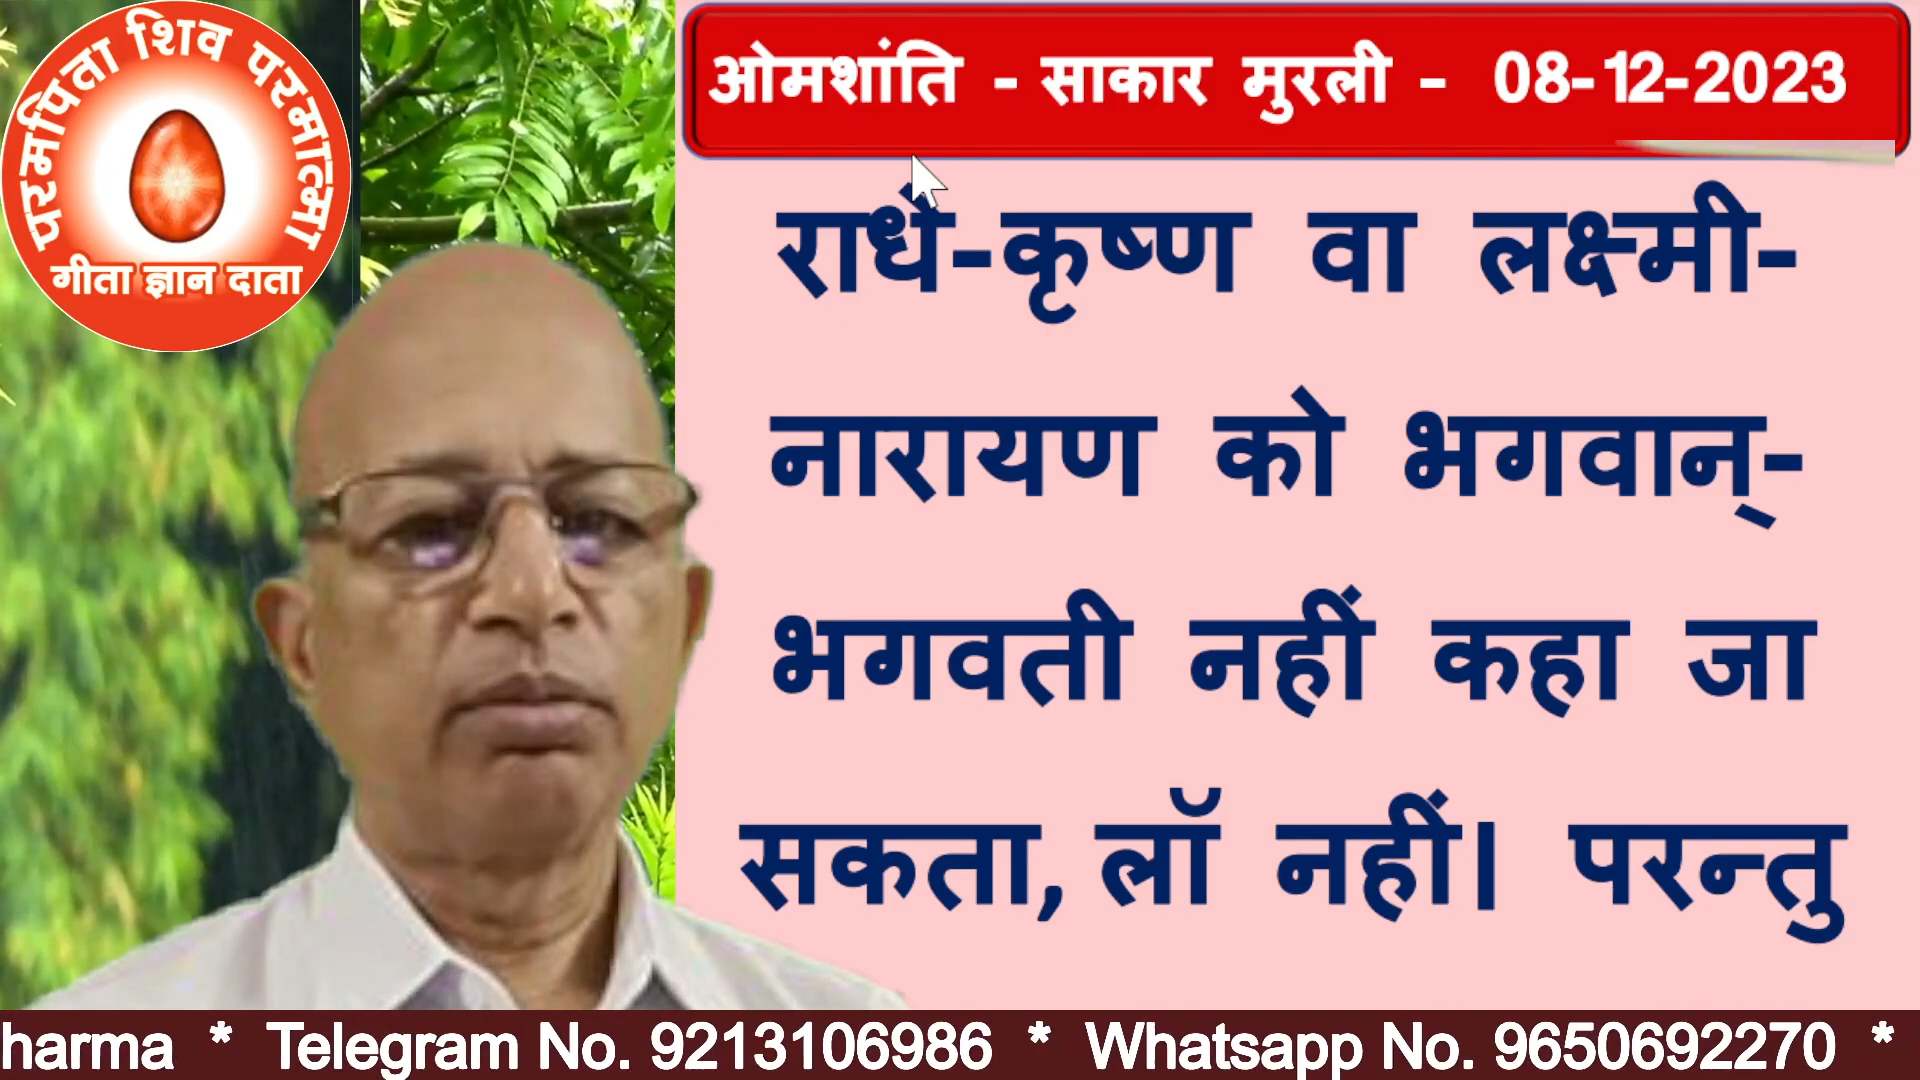 परमपिता शिव परमात्मा
गीता ज्ञान दाता
ओमशांति - साकार मुरली - 08-12-2023
राधे-कृष्ण वा लक्ष्मी-
नारायण को भगवान्-
भगवती नहीं कहा जा
सकता, लॉ नहीं। परन्तु
harma * Telegram No. 9213106986 * Whatsapp No. 9650692270 *